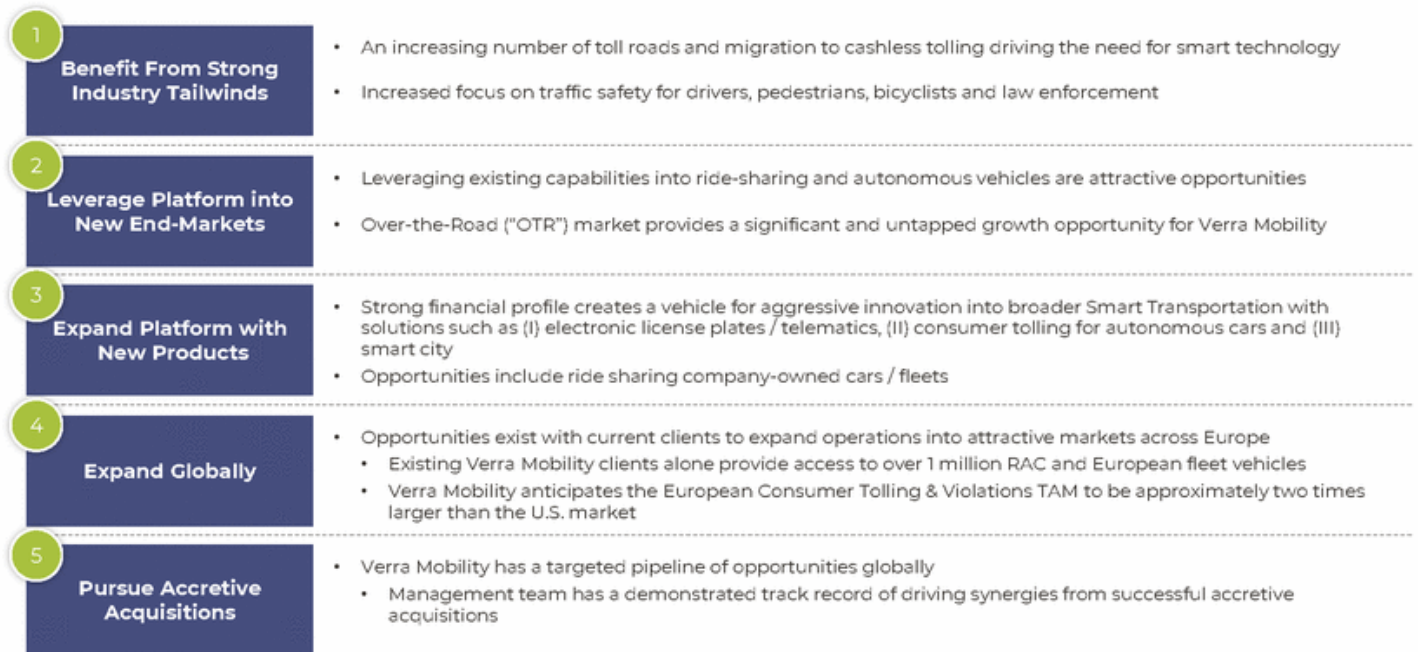 1
Benefit From Strong
Industry Tailwinds
• An increasing number of toll roads and migration to cashless tolling driving the need for smart technology
• Increased focus on traffic safety for drivers, pedestrians, bicyclists and law enforcement
2
Leverage Platform into
New End-Markets
• Leveraging existing capabilities into ride-sharing and autonomous vehicles are attractive opportunities
• Over-the-Road ("OTR") market provides a significant and untapped growth opportunity for Verra Mobility
3
Expand Platform with
New Products
• Strong financial profile creates a vehicle for aggressive innovation into broader Smart Transportation with
solutions such as (I) electronic license plates / telematics, (II) consumer tolling for autonomous cars and (III)
smart city
• Opportunities include ride sharing company-owned cars / fleets
4
Expand Globally
• Opportunities exist with current clients to expand operations into attractive markets across Europe
• Existing Verra Mobility clients alone provide access to over 1 million RAC and European fleet vehicles
• Verra Mobility anticipates the European Consumer Tolling & Violations TAM to be approximately two times
larger than the U.S. market
5
Pursue Accretive
Acquisitions
• Verra Mobility has a targeted pipeline of opportunities globally
• Management team has a demonstrated track record of driving synergies from successful accretive
acquisitions